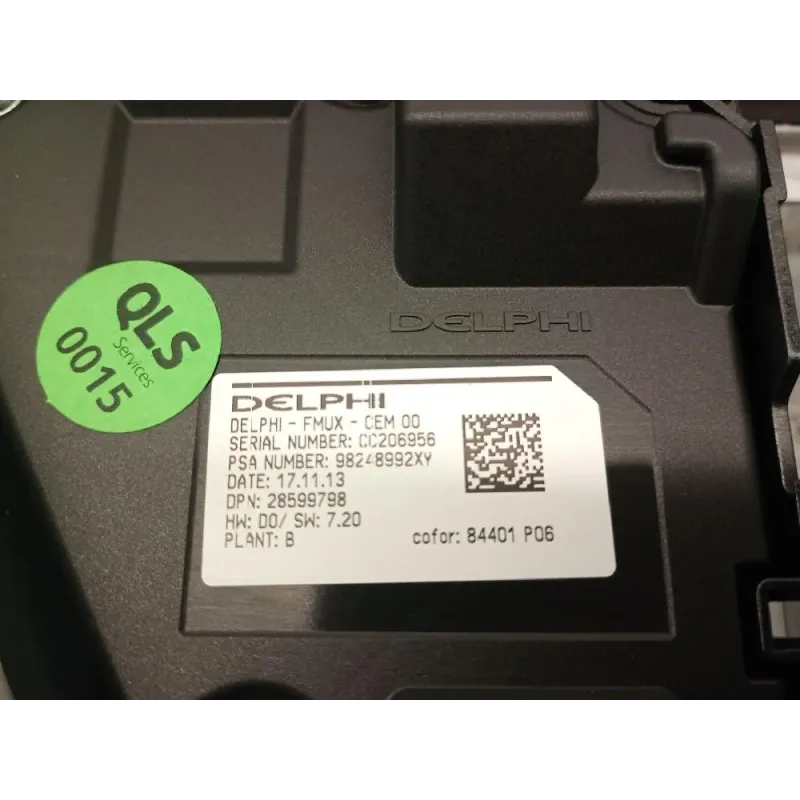 DELPHI
QLS
Services
0015
DELPHI
DELPHI - FMUX - CEM 00
SERIAL NUMBER: CC206956
PSA NUMBER: 98248992XY
DATE: 17.11.13
DPN: 28599798
HW: D0/ SW: 7.20
PLANT: B
cofor: 84401 P06